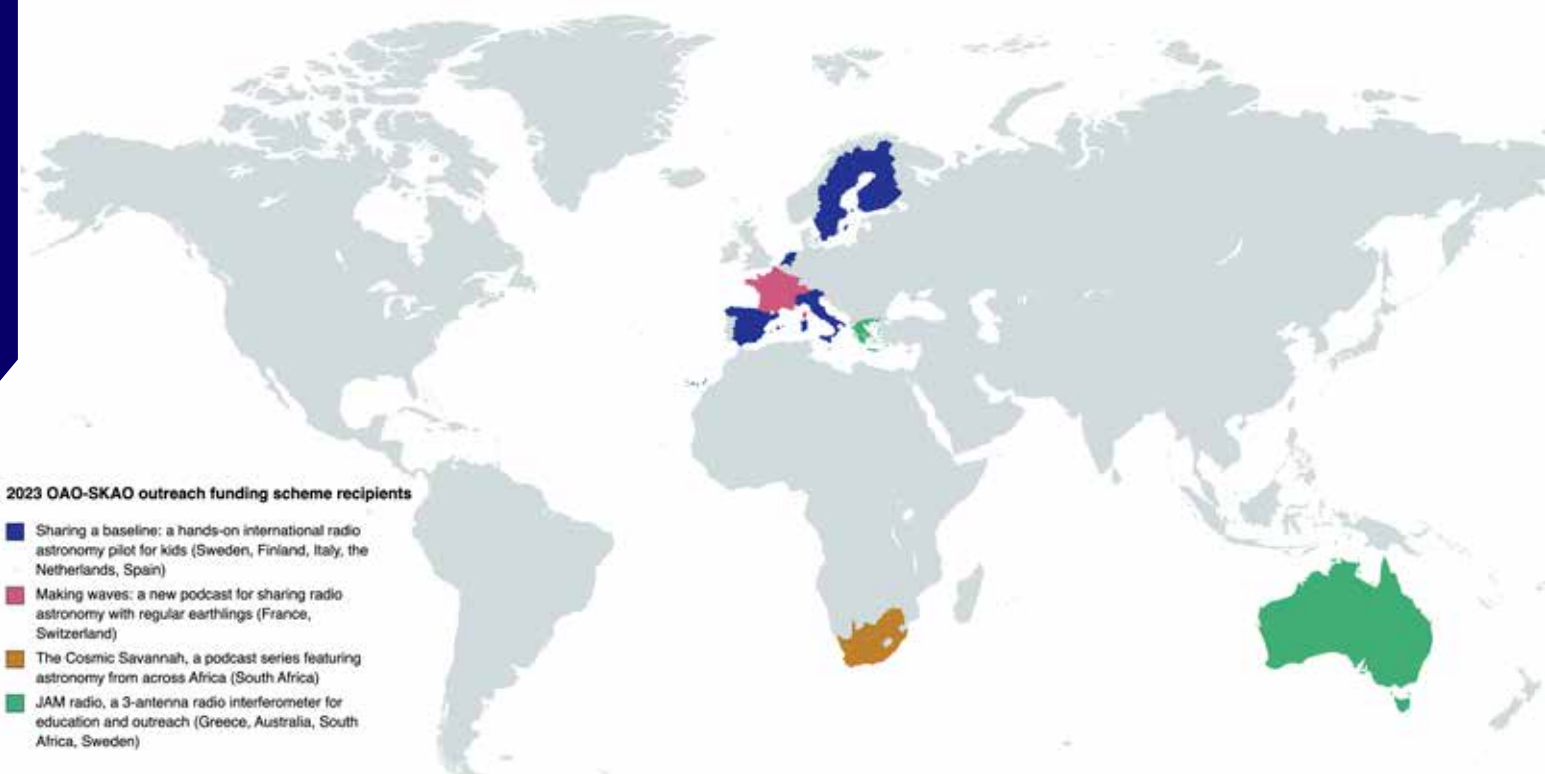 2023 OAO-SKAO outreach funding scheme recipients
Sharing a baseline: a hands-on international radio
astronomy pilot for kids (Sweden, Finland, Italy, the
Netherlands, Spain)
Making waves: a new podcast for sharing radio
astronomy with regular earthlings (France,
Switzerland)
The Cosmic Savannah, a podcast series featuring
astronomy from across Africa (South Africa)
JAM radio, a 3-antenna radio interferometer for
education and outreach (Greece, Australia, South
Africa, Sweden)